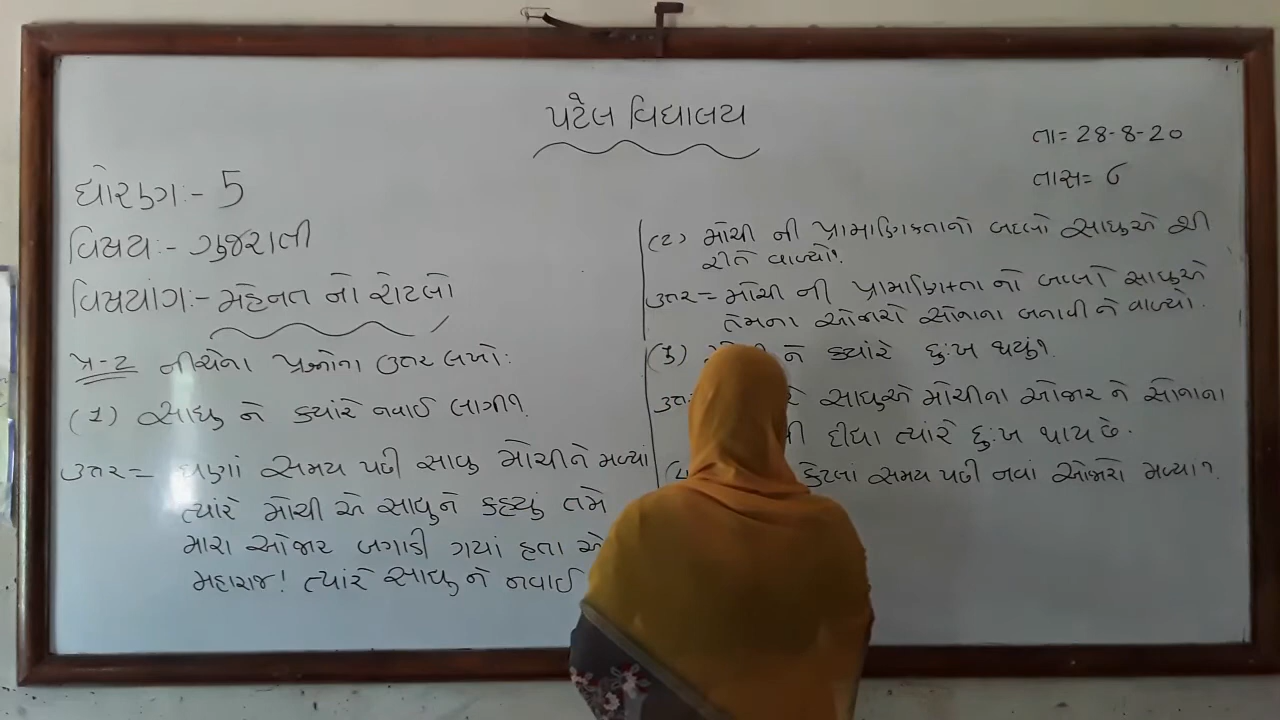 પટેલ વિદ્યાલય
તા= 28-8-20
તાસ= ૮
ધોરણ:- 5
વિષય:- ગુજરાતી
વિષયાંગ:- મહેનત નો રોટલો
પ્ર-2 નીચેના પ્રશ્નોના ઉત્તર લખો:
(1) સાધુ ને ક્યારે નવાઈ લાગી?
ઉત્તર= ઘણાં સમય પછી સાધુ મોચીને મળ્યા
ત્યારે મોચી એ સાધુને કહ્યું તમે
મારા ઓજાર બગાડી ગયાં હતા
મહારાજ! ત્યારે સાધુ ને નવાઈ
(2) મોચી ની પ્રામાણિકતાનો બદલો સાધુએ શી
રીતે વાળ્યો?
ઉત્તર= મોચી ની પ્રામાણિક્તા નો બદલો સાધુએ
તેમના ઓજારો સોનાના બનાવી ને વાળ્યો.
(3) ને ક્યારે દુ:ખ થયું?
સાધુએ મોચીના ઓજાર ને સોનાના
દીધા ત્યારે દુ:ખ થાય છે.
કેટલાં સમય પછી નવાં ઓજારો મળ્યા?